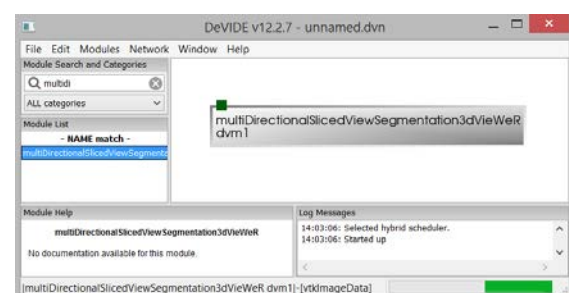 DeVIDE v12.2.7 - unnamed.dvn
File Edit Modules Network Window Help
Module Search and Categories
multidi
ALL categories
Module List
- NAME match -
multiDirectionalSlicedViewSegmenta
multiDirectionalSlicedViewSegmentation3dVieWeR
dvm1
Module Help
multiDirectionalSlicedViewSegmentation3dVieWeR
No documentation available for this module.
Log Messages
14:03:06: Selected hybrid scheduler.
14:03:06: Started up
|multiDirectionalSlicedViewSegmentation3dVieWeR dvm1|-[vtkImageData]